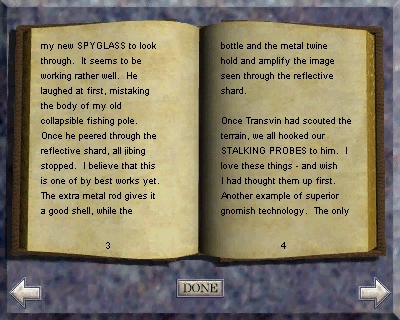 my new SPYGLASS to look
through.  It seems to be
working rather well.  He
laughed at first, mistaking
the body of my old
collapsible fishing pole.
Once he peered through the
reflective shard, all jibing
stopped.  I believe that this
is one of by best works yet.
The extra metal rod gives it
a good shell, while the
3
bottle and the metal twine
hold and amplify the image
seen through the reflective
shard.
Once Transvin had scouted the
terrain, we all hooked our
STALKING PROBES to him.  I
love these things - and wish
I had thought them up first.
Another example of superior
gnomish technology.  The only
4
DONE